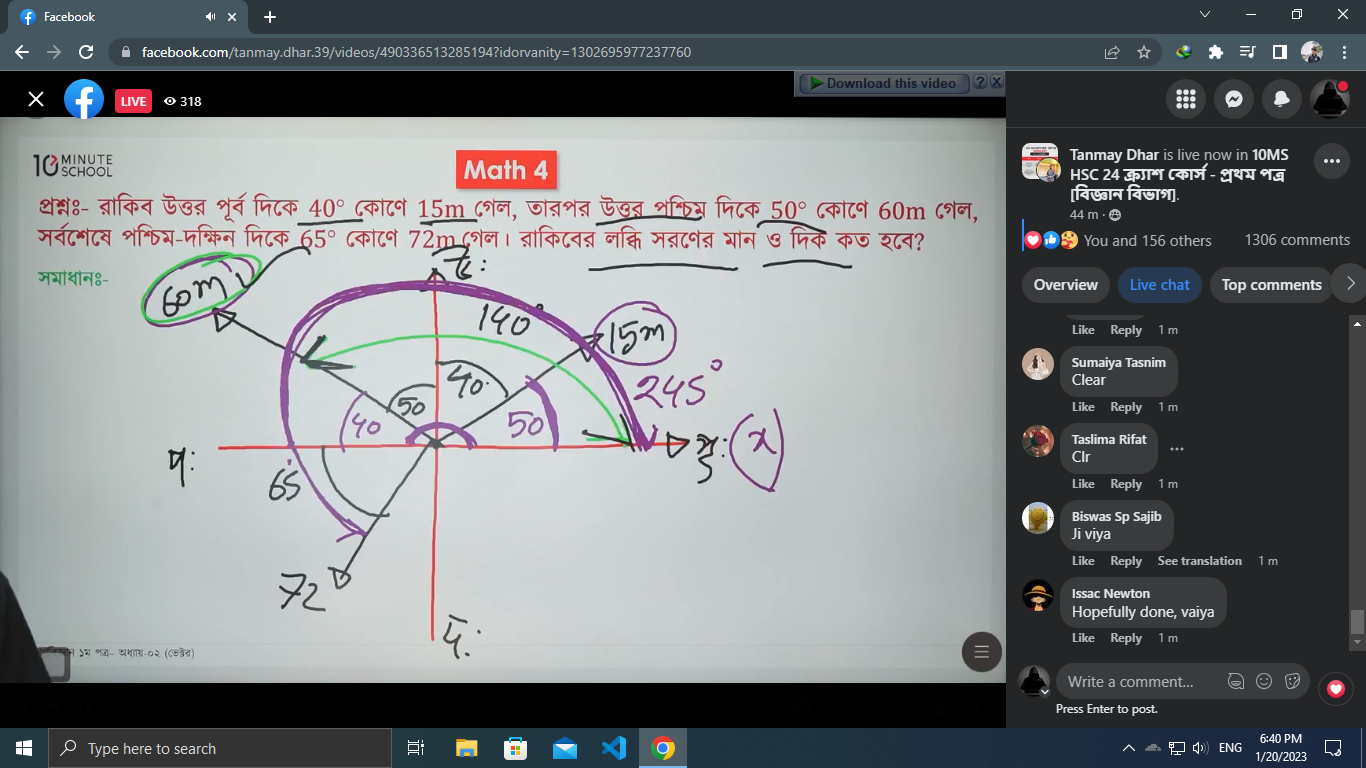 Facebook
facebook.com/tanmay.dhar.39/videos/490336513285194?idorvanity=1302695977237760
LIVE
318
Download this video
10 MINUTE SCHOOL
Math 4
প্রশ্নঃ- রাকিব উত্তর পূর্ব দিকে 40° কোণে 15m গেল, তারপর উত্তর পশ্চিম দিকে 50° কোণে 60m গেল,
সর্বশেষে পশ্চিম-দক্ষিন দিকে 65° কোণে 72m গেল। রাকিবের লব্ধি সরণের মান ও দিক কত হবে?
সমাধানঃ-
60m
উ:
140°
15m
245°
50
40
40
50
প:
পূ:
x
65
72
দ:
১ম পত্র- অধ্যায়-০২ (ভেক্টর)
Tanmay Dhar is live now in 10MS
HSC 24 ক্র্যাশ কোর্স - প্রথম পত্র
[বিজ্ঞান বিভাগ].
44 m ·
You and 156 others
1306 comments
Overview
Live chat
Top comments
Like Reply 1 m
Sumaiya Tasnim
Clear
Like Reply 1 m
Taslima Rifat
Clr
Like Reply 1 m
Biswas Sp Sajib
Ji viya
Like Reply See translation 1 m
Issac Newton
Hopefully done, vaiya
Like Reply 1 m
Write a comment...
Press Enter to post.
Type here to search
ENG
6:40 PM
1/20/2023